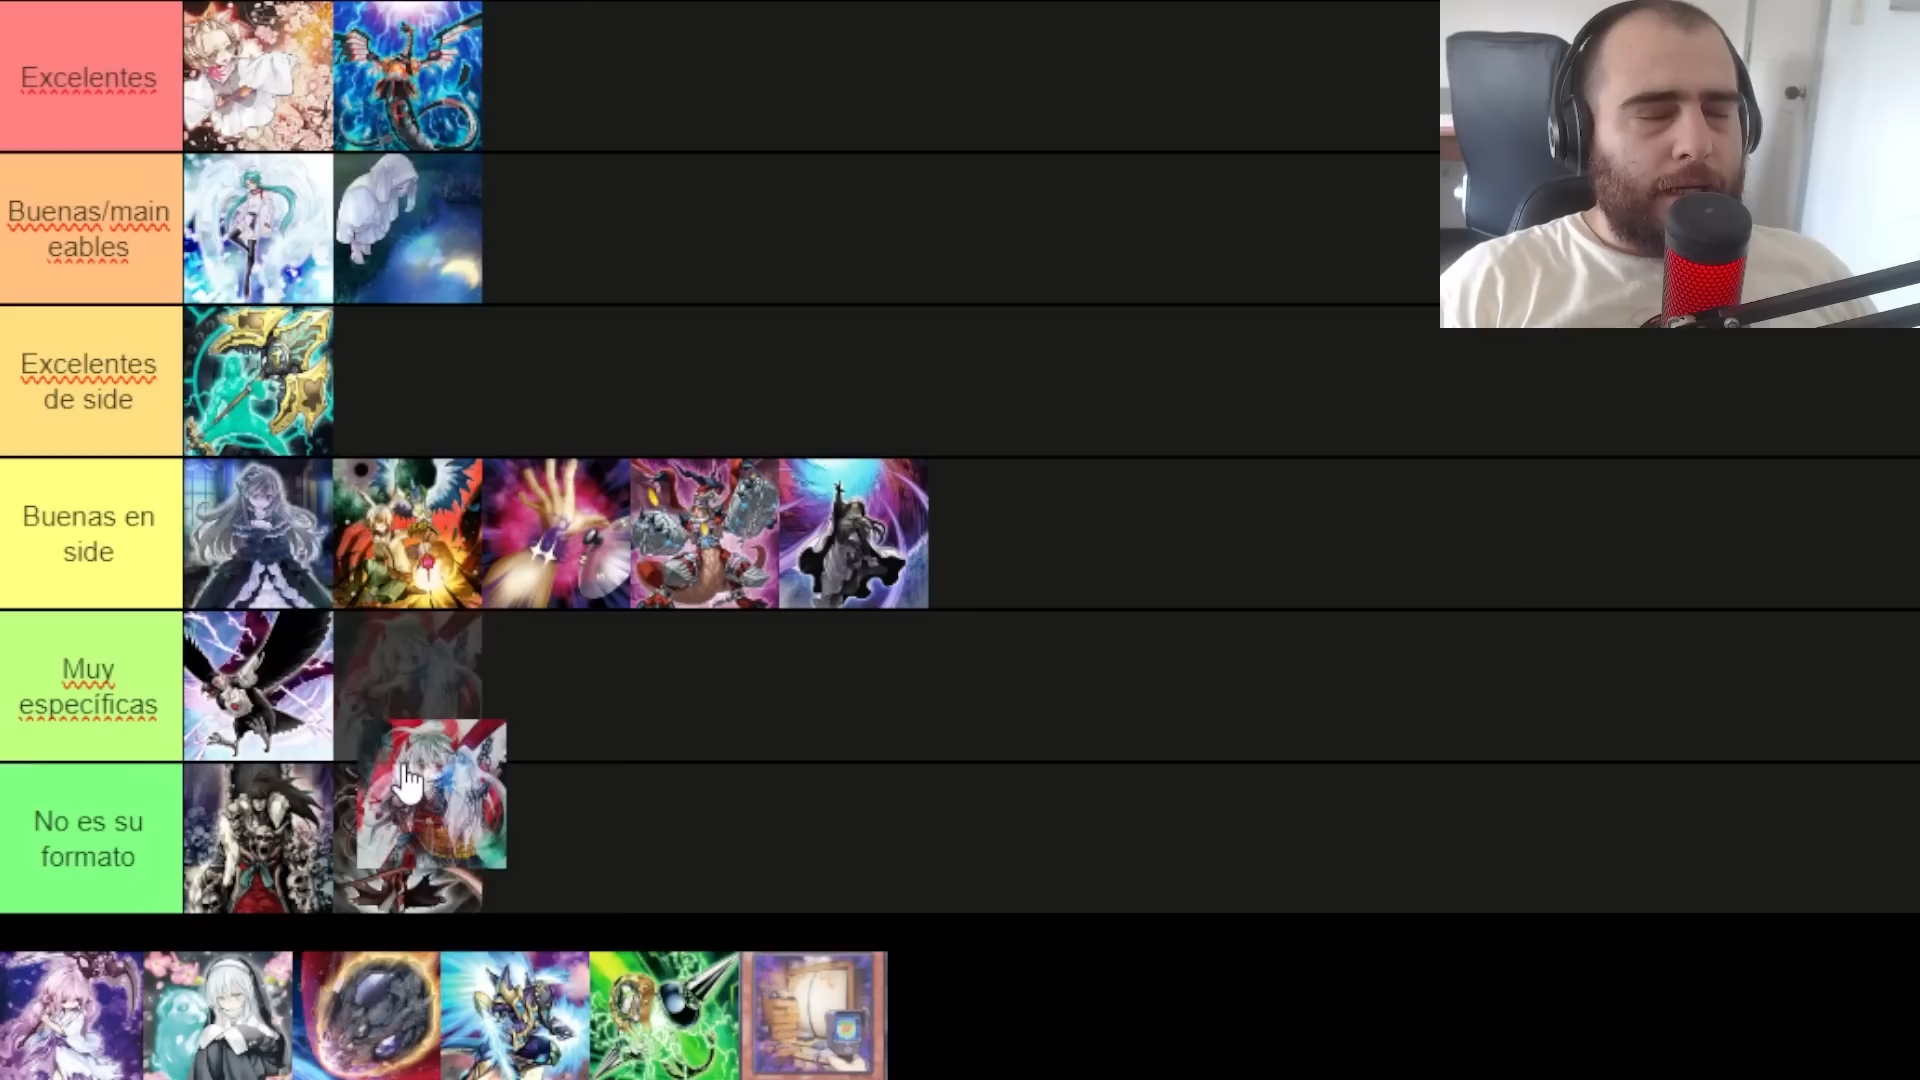 Excelentes
Buenas/main
eables
Excelentes
de side
Buenas en
side
Muy
específicas
No es su
formato